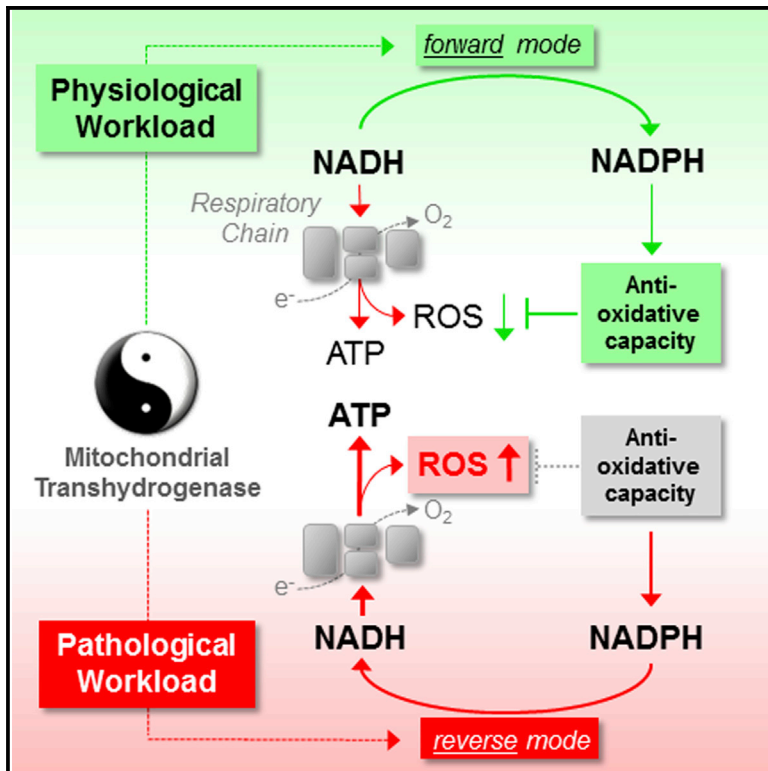 forward mode
Physiological
Workload
NADH
NADPH
Respiratory
Chain
O2
e-
ROS
ATP
Anti-
oxidative
capacity
Mitochondrial
Transhydrogenase
ATP
ROS
Anti-
oxidative
capacity
O2
e-
NADH
NADPH
Pathological
Workload
reverse mode